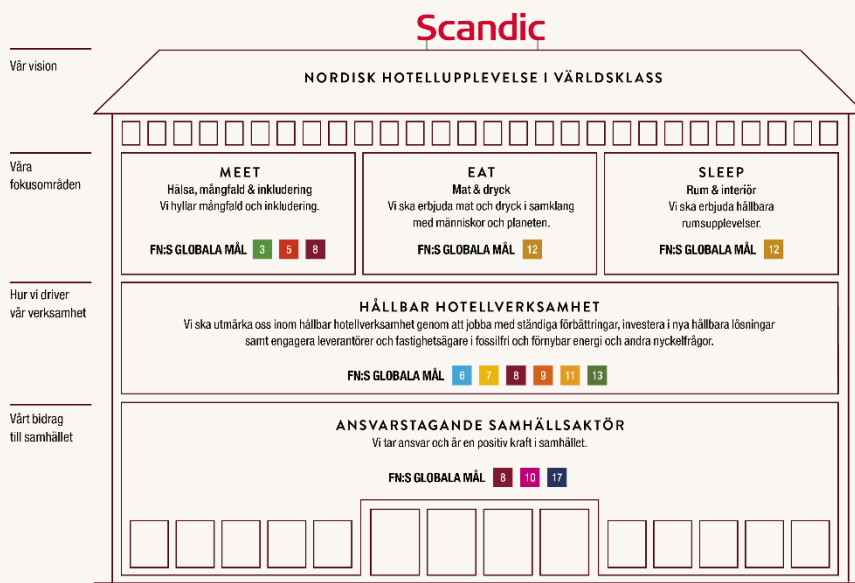 Scandic
Vår vision
NORDISK HOTELLUPPLEVELSE I VÄRLDSKLASS
Våra
fokusområden
MEET
Hälsa, mångfald & inkludering
Vi hyllar mångfald och inkludering.
FN:S GLOBALA MÅL 3 5 8
EAT
Mat & dryck
Vi ska erbjuda mat och dryck i samklang
med människor och planeten.
FN:S GLOBALA MÅL 12
SLEEP
Rum & interiör
Vi ska erbjuda hållbara
rumsupplevelser.
FN:S GLOBALA MÅL 12
Hur vi driver
vår verksamhet
HÅLLBAR HOTELLVERKSAMHET
Vi ska utmärka oss inom hållbar hotellverksamhet genom att jobba med ständiga förbättringar, investera i nya hållbara lösningar
samt engagera leverantörer och fastighetsägare i fossilfri och förnybar energi och andra nyckelfrågor.
FN:S GLOBALA MÅL 6 7 8 9 11 13
Vårt bidrag
till samhället
ANSVARSTAGANDE SAMHÄLLSAKTÖR
Vi tar ansvar och är en positiv kraft i samhället.
FN:S GLOBALA MÅL 8 10 17